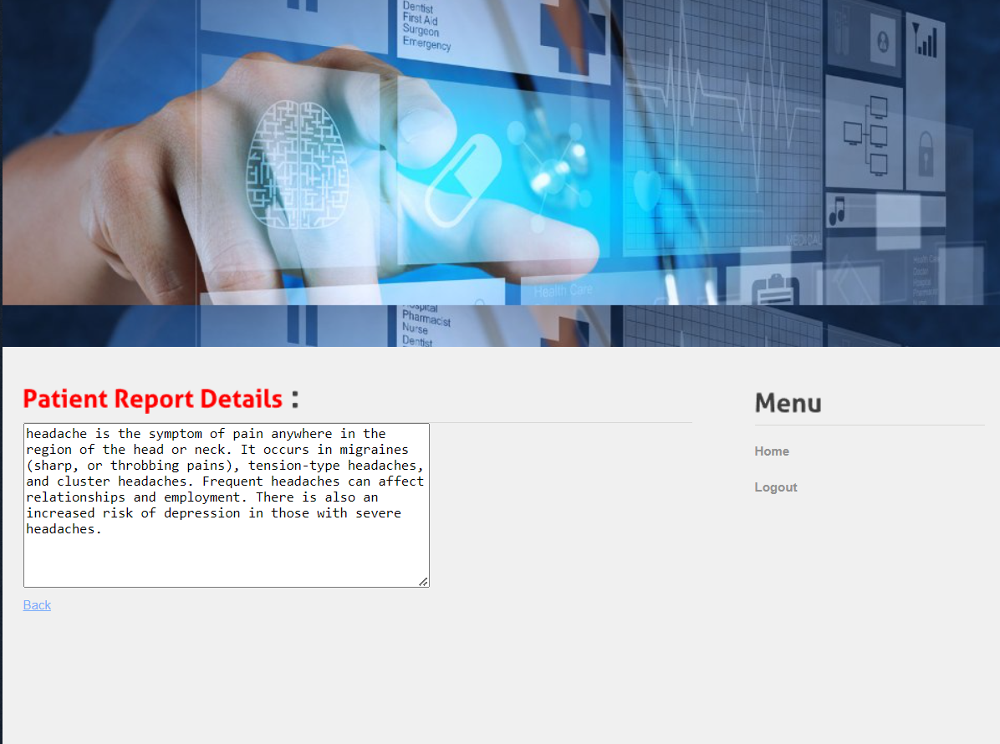 Dentist
First Aid
Surgeon
Emergency
MEDICAL
Health Care
Health Care
Hospital
Pharmacist
Nurse
Dentist
Patient Report Details :
headache is the symptom of pain anywhere in the
region of the head or neck. It occurs in migraines
(sharp, or throbbing pains), tension-type headaches,
and cluster headaches. Frequent headaches can affect
relationships and employment. There is also an
increased risk of depression in those with severe
headaches.
Back
Menu
Home
Logout